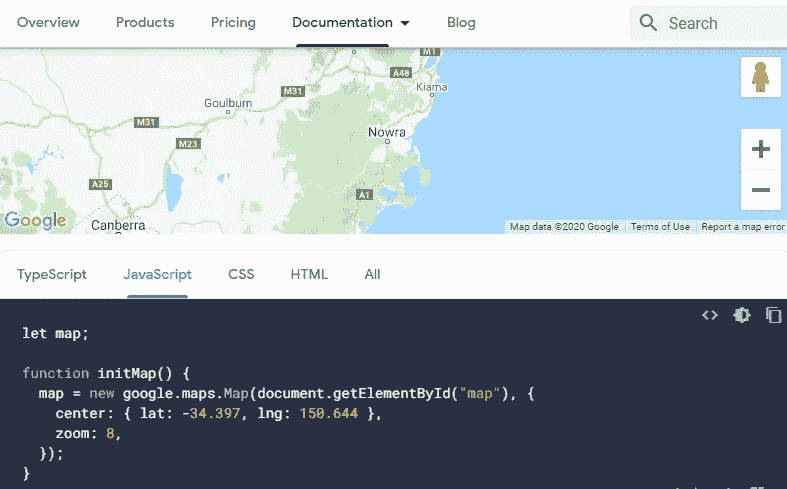 Overview Products Pricing Documentation Blog Search
M1
A48
Kiama
M31
Goulburn
M31
Nowra
M23
A25
A1
Google
Canberra
Map data ©2020 Google Terms of Use Report a map error
TypeScript JavaScript CSS HTML All
let map;
function initMap() {
map = new google.maps.Map(document.getElementById("map"), {
center: { lat: -34.397, lng: 150.644 },
zoom: 8,
});
}